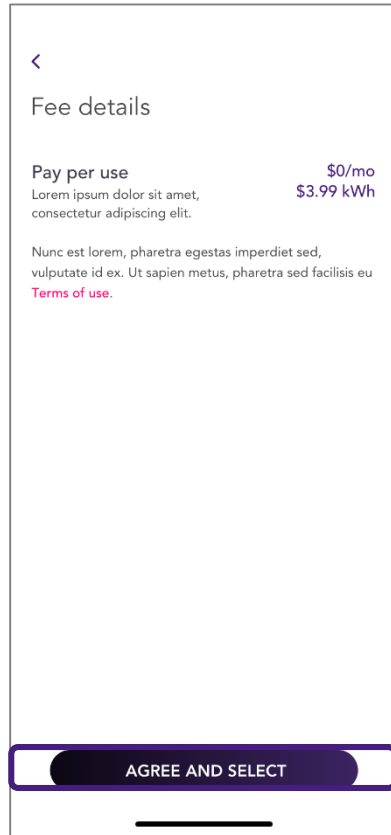 Fee details
Pay per use
$0/mo
Lorem ipsum dolor sit amet,
$3.99 kWh
consectetur adipiscing elit.
Nunc est lorem, pharetra egestas imperdiet sed,
vulputate id ex. Ut sapien metus, pharetra sed facilisis eu
Terms of use.
AGREE AND SELECT